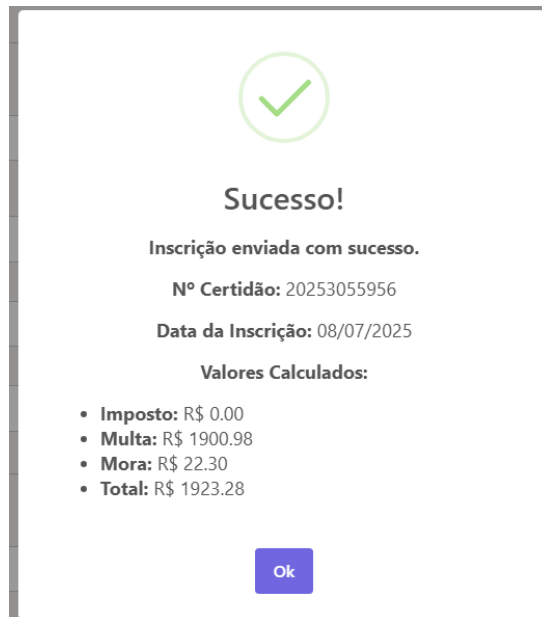 Sucesso!
Inscrição enviada com sucesso.
Nº Certidão: 20253055956
Data da Inscrição: 08/07/2025
Valores Calculados:
• Imposto: R$ 0.00
• Multa: R$ 1900.98
• Mora: R$ 22.30
• Total: R$ 1923.28
Ok